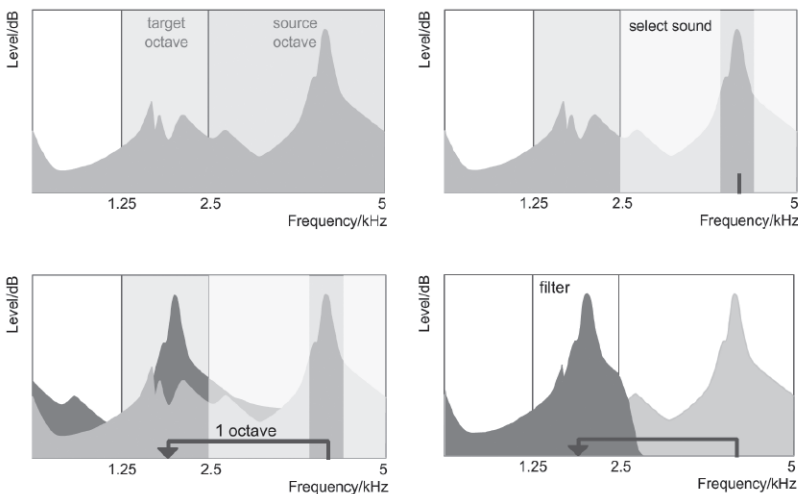 Level/dB
target
octave
source
octave
1.25
2.5
5
Frequency/kHz
Level/dB
select sound
1.25
2.5
5
Frequency/kHz
Level/dB
1 octave
1.25
2.5
5
Frequency/kHz
Level/dB
filter
1.25
2.5
5
Frequency/kHz